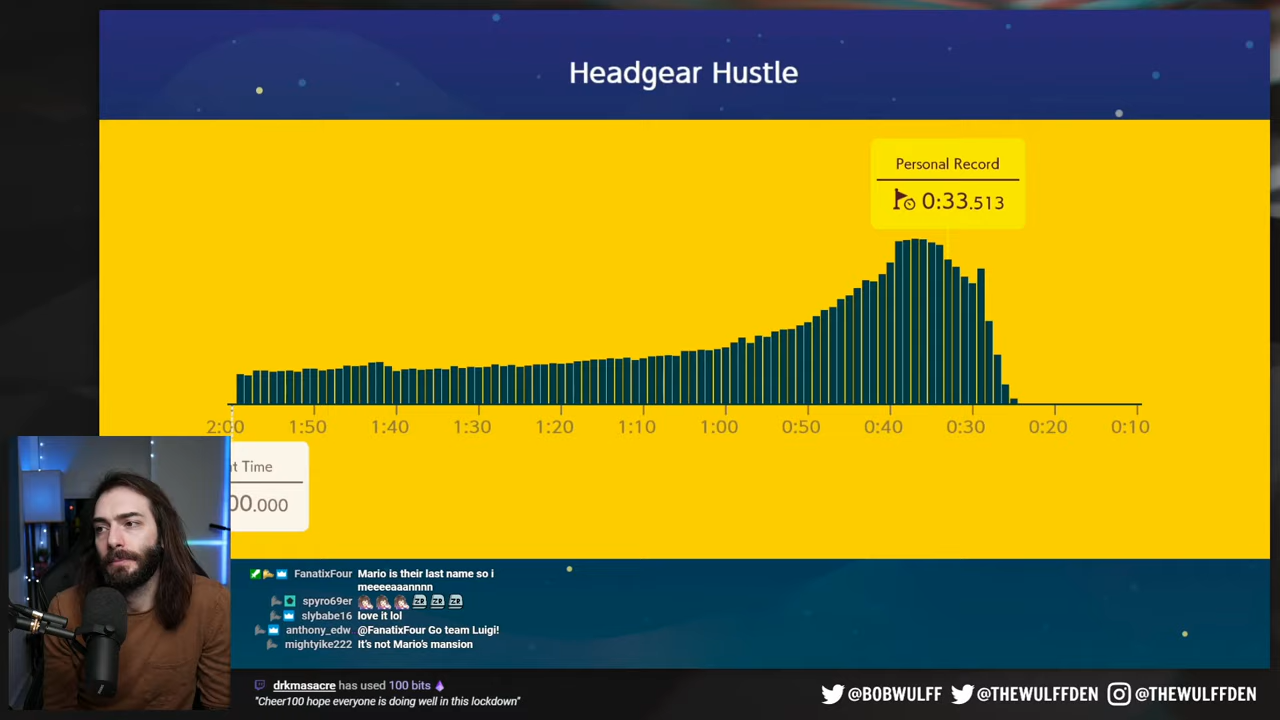 Headgear Hustle
Personal Record
0:33.513
2:00 1:50 1:40 1:30 1:20 1:10 1:00 0:50 0:40 0:30 0:20 0:10
t Time
00.000
FanatixFour Mario is their last name so i
meeeeaaannnn
spyro69er ZR ZR ZR
slybabe16 love it lol
anthony_edw @FanatixFour Go team Luigi!
mightyike222 It's not Mario's mansion
drkmasacre has used 100 bits
"Cheer100 hope everyone is doing well in this lockdown"
@BOBWULFF @THEWULFFDEN @THEWULFFDEN